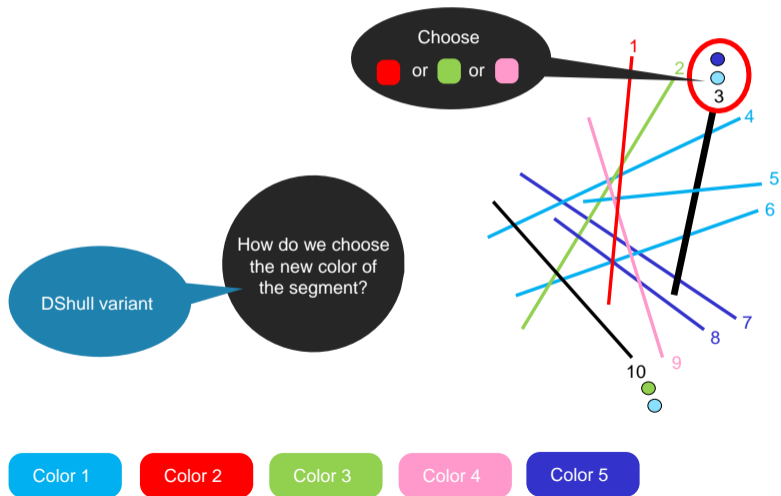 Choose
or or
1
2
3
4
5
6
7
8
9
10
How do we choose
the new color of
the segment?
DShull variant
Color 1
Color 2
Color 3
Color 4
Color 5